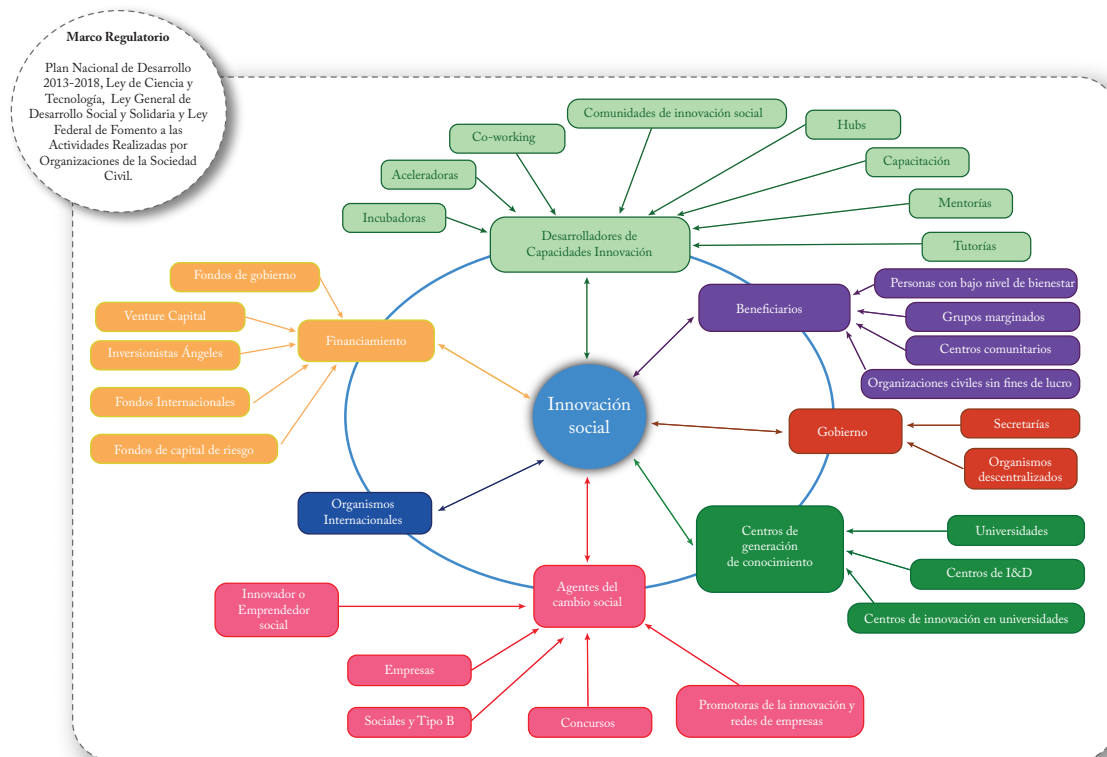 Marco Regulatorio
Plan Nacional de Desarrollo
2013-2018, Ley de Ciencia y
Tecnología, Ley General de
Desarrollo Social y Solidaria y Ley
Federal de Fomento a las
Actividades Realizadas por
Organizaciones de la Sociedad
Civil.
Comunidades de innovación social
Co-working
Hubs
Aceleradoras
Capacitación
Incubadoras
Mentorías
Tutorías
Desarrolladores de
Capacidades Innovación
Fondos de gobierno
Venture Capital
Inversionistas Ángeles
Fondos Internacionales
Fondos de capital de riesgo
Financiamiento
Beneficiarios
Personas con bajo nivel de bienestar
Grupos marginados
Centros comunitarios
Organizaciones civiles sin fines de lucro
Innovación
social
Gobierno
Secretarías
Organismos
descentralizados
Organismos
Internacionales
Centros de
generación
de conocimiento
Universidades
Centros de I&D
Centros de innovación en universidades
Agentes del
cambio social
Innovador o
Emprendedor
social
Empresas
Sociales y Tipo B
Concursos
Promotoras de la innovación y
redes de empresas